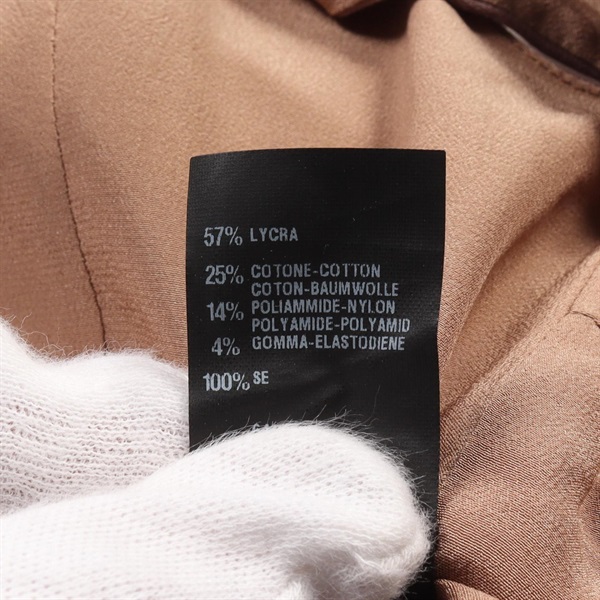 57% LYCRA
25% COTONE-COTTON
COTON-BAUMWOLLE
14% POLIAMMIDE-NYLON
POLYAMIDE-POLYAMID
4% GOMMA-ELASTODIENE
100% SE